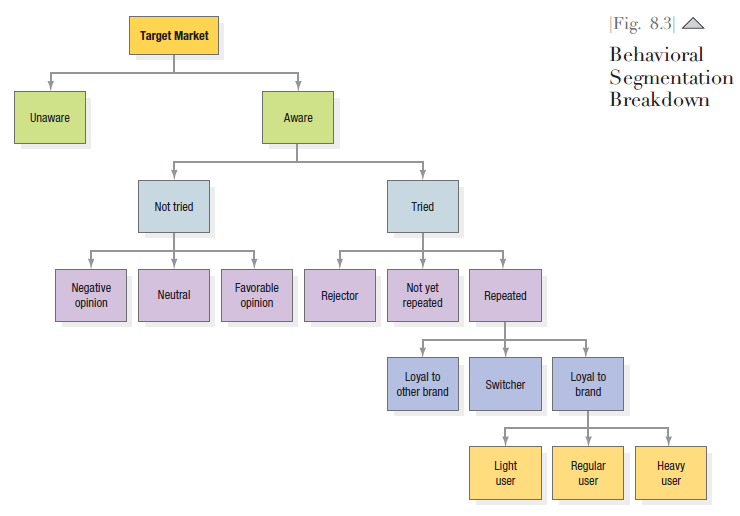 |Fig. 8.3|
Behavioral
Segmentation
Breakdown
Target Market
Unaware
Aware
Not tried
Tried
Negative
opinion
Neutral
Favorable
opinion
Rejector
Not yet
repeated
Repeated
Loyal to
other brand
Switcher
Loyal to
brand
Light
user
Regular
user
Heavy
user